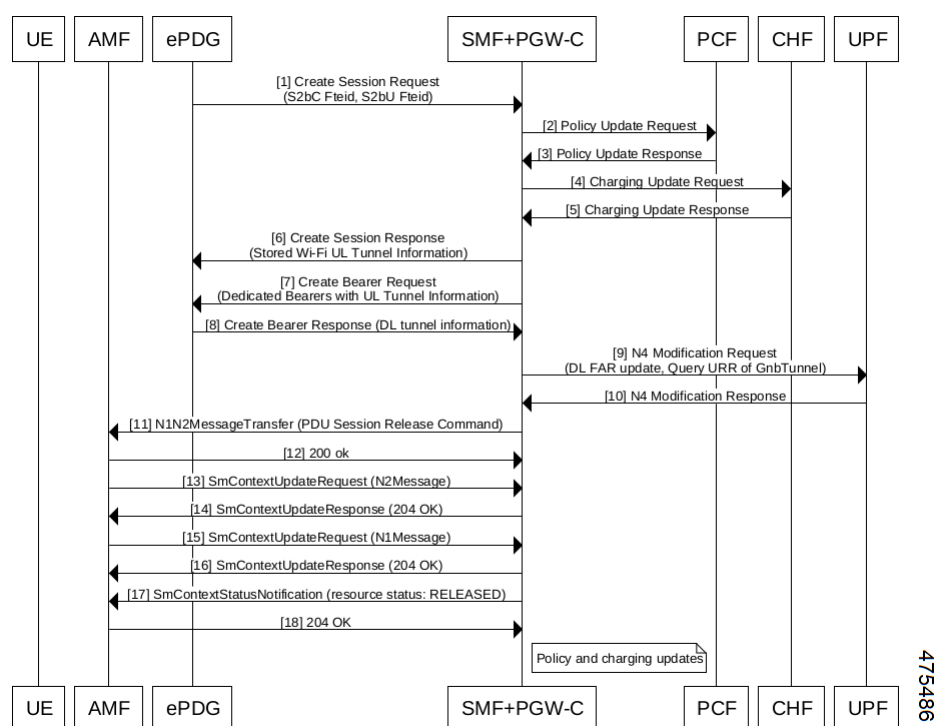 UE AMF ePDG SMF+PGW-C PCF CHF UPF
[1] Create Session Request
(S2bC Fteid, S2bU Fteid)
[2] Policy Update Request
[3] Policy Update Response
[4] Charging Update Request
[5] Charging Update Response
[6] Create Session Response
(Stored Wi-Fi UL Tunnel Information)
[7] Create Bearer Request
(Dedicated Bearers with UL Tunnel Information)
[8] Create Bearer Response (DL tunnel information)
[9] N4 Modification Request
(DL FAR update, Query URR of GnbTunnel)
[10] N4 Modification Response
[11] N1N2MessageTransfer (PDU Session Release Command)
[12] 200 ok
[13] SmContextUpdateRequest (N2Message)
[14] SmContextUpdateResponse (204 OK)
[15] SmContextUpdateRequest (N1Message)
[16] SmContextUpdateResponse (204 OK)
[17] SmContextStatusNotification (resource status: RELEASED)
[18] 204 OK
Policy and charging updates
UE AMF ePDG SMF+PGW-C PCF CHF UPF
475486